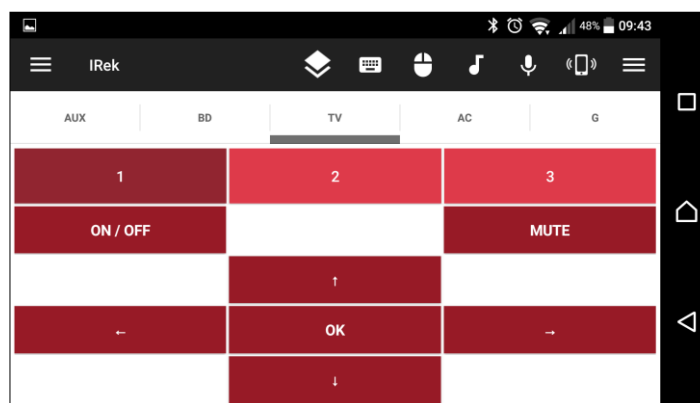 48% 09:43
IRek
AUX BD TV AC G
1 2 3
ON / OFF MUTE
↑
← OK →
↓